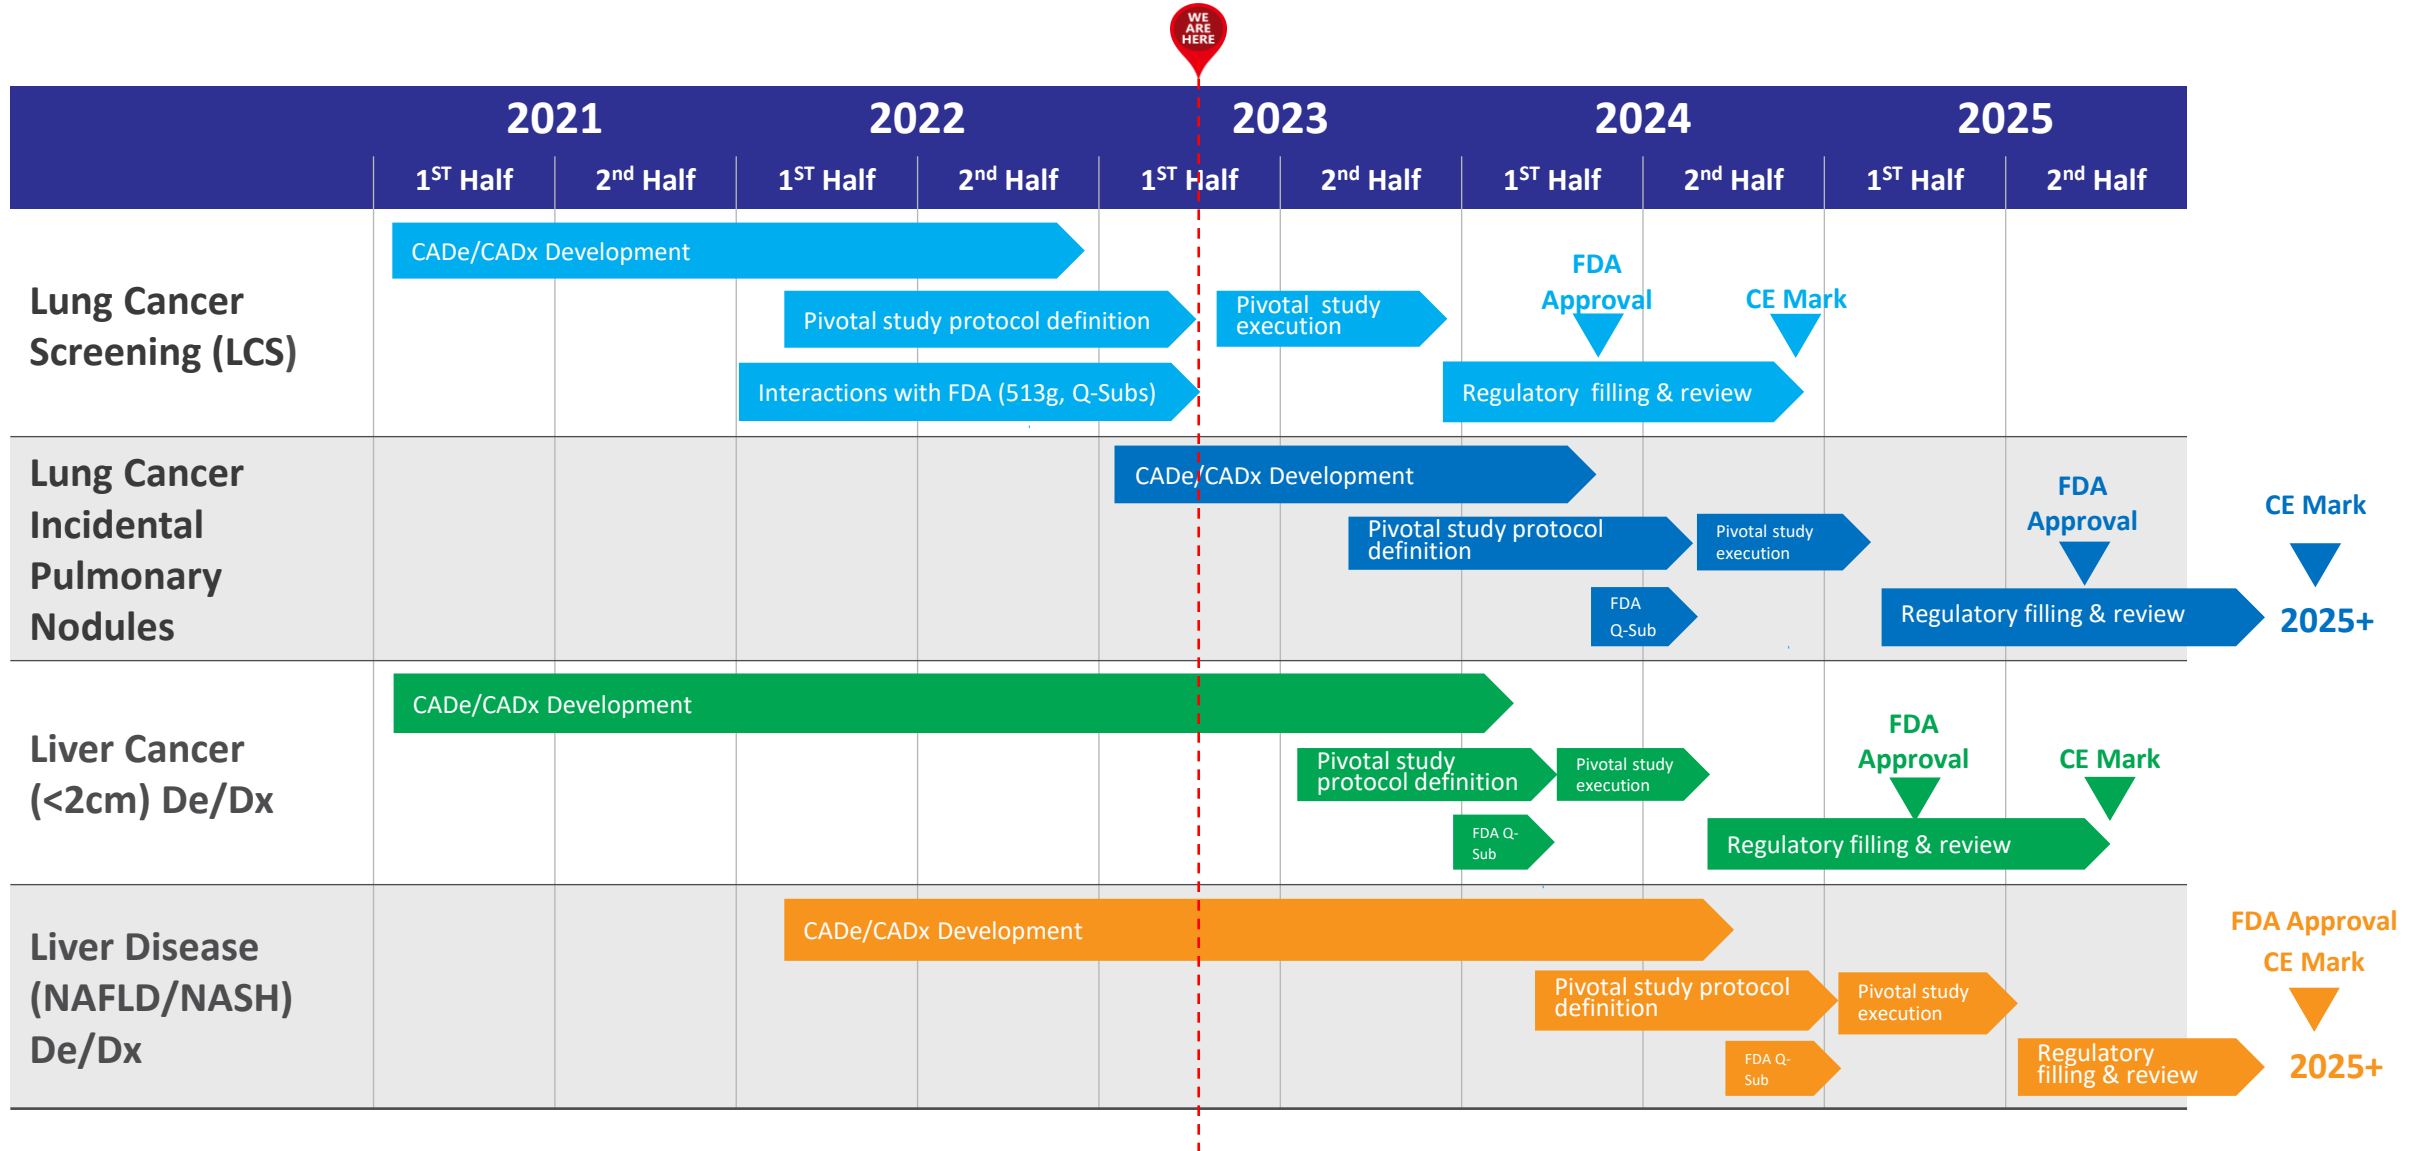 WE
ARE
HERE
2021 2022 2023 2024 2025
1ST Half 2nd Half 1ST Half 2nd Half 1ST Half 2nd Half 1ST Half 2nd Half 1ST Half 2nd Half
Lung Cancer
Screening (LCS)
CADe/CADx Development
Pivotal study protocol definition
Pivotal study
execution
Interactions with FDA (513g, Q-Subs)
FDA
Approval
CE Mark
Regulatory filling & review
Lung Cancer
Incidental
Pulmonary
Nodules
CADe/CADx Development
Pivotal study protocol
definition
Pivotal study
execution
FDA
Q-Sub
FDA
Approval
Regulatory filling & review
CE Mark
2025+
Liver Cancer
(<2cm) De/Dx
CADe/CADx Development
Pivotal study
protocol definition
Pivotal study
execution
FDA Q-
Sub
FDA
Approval
CE Mark
Regulatory filling & review
Liver Disease
(NAFLD/NASH)
De/Dx
CADe/CADx Development
Pivotal study protocol
definition
Pivotal study
execution
FDA Q-
Sub
Regulatory
filling & review
FDA Approval
CE Mark
2025+